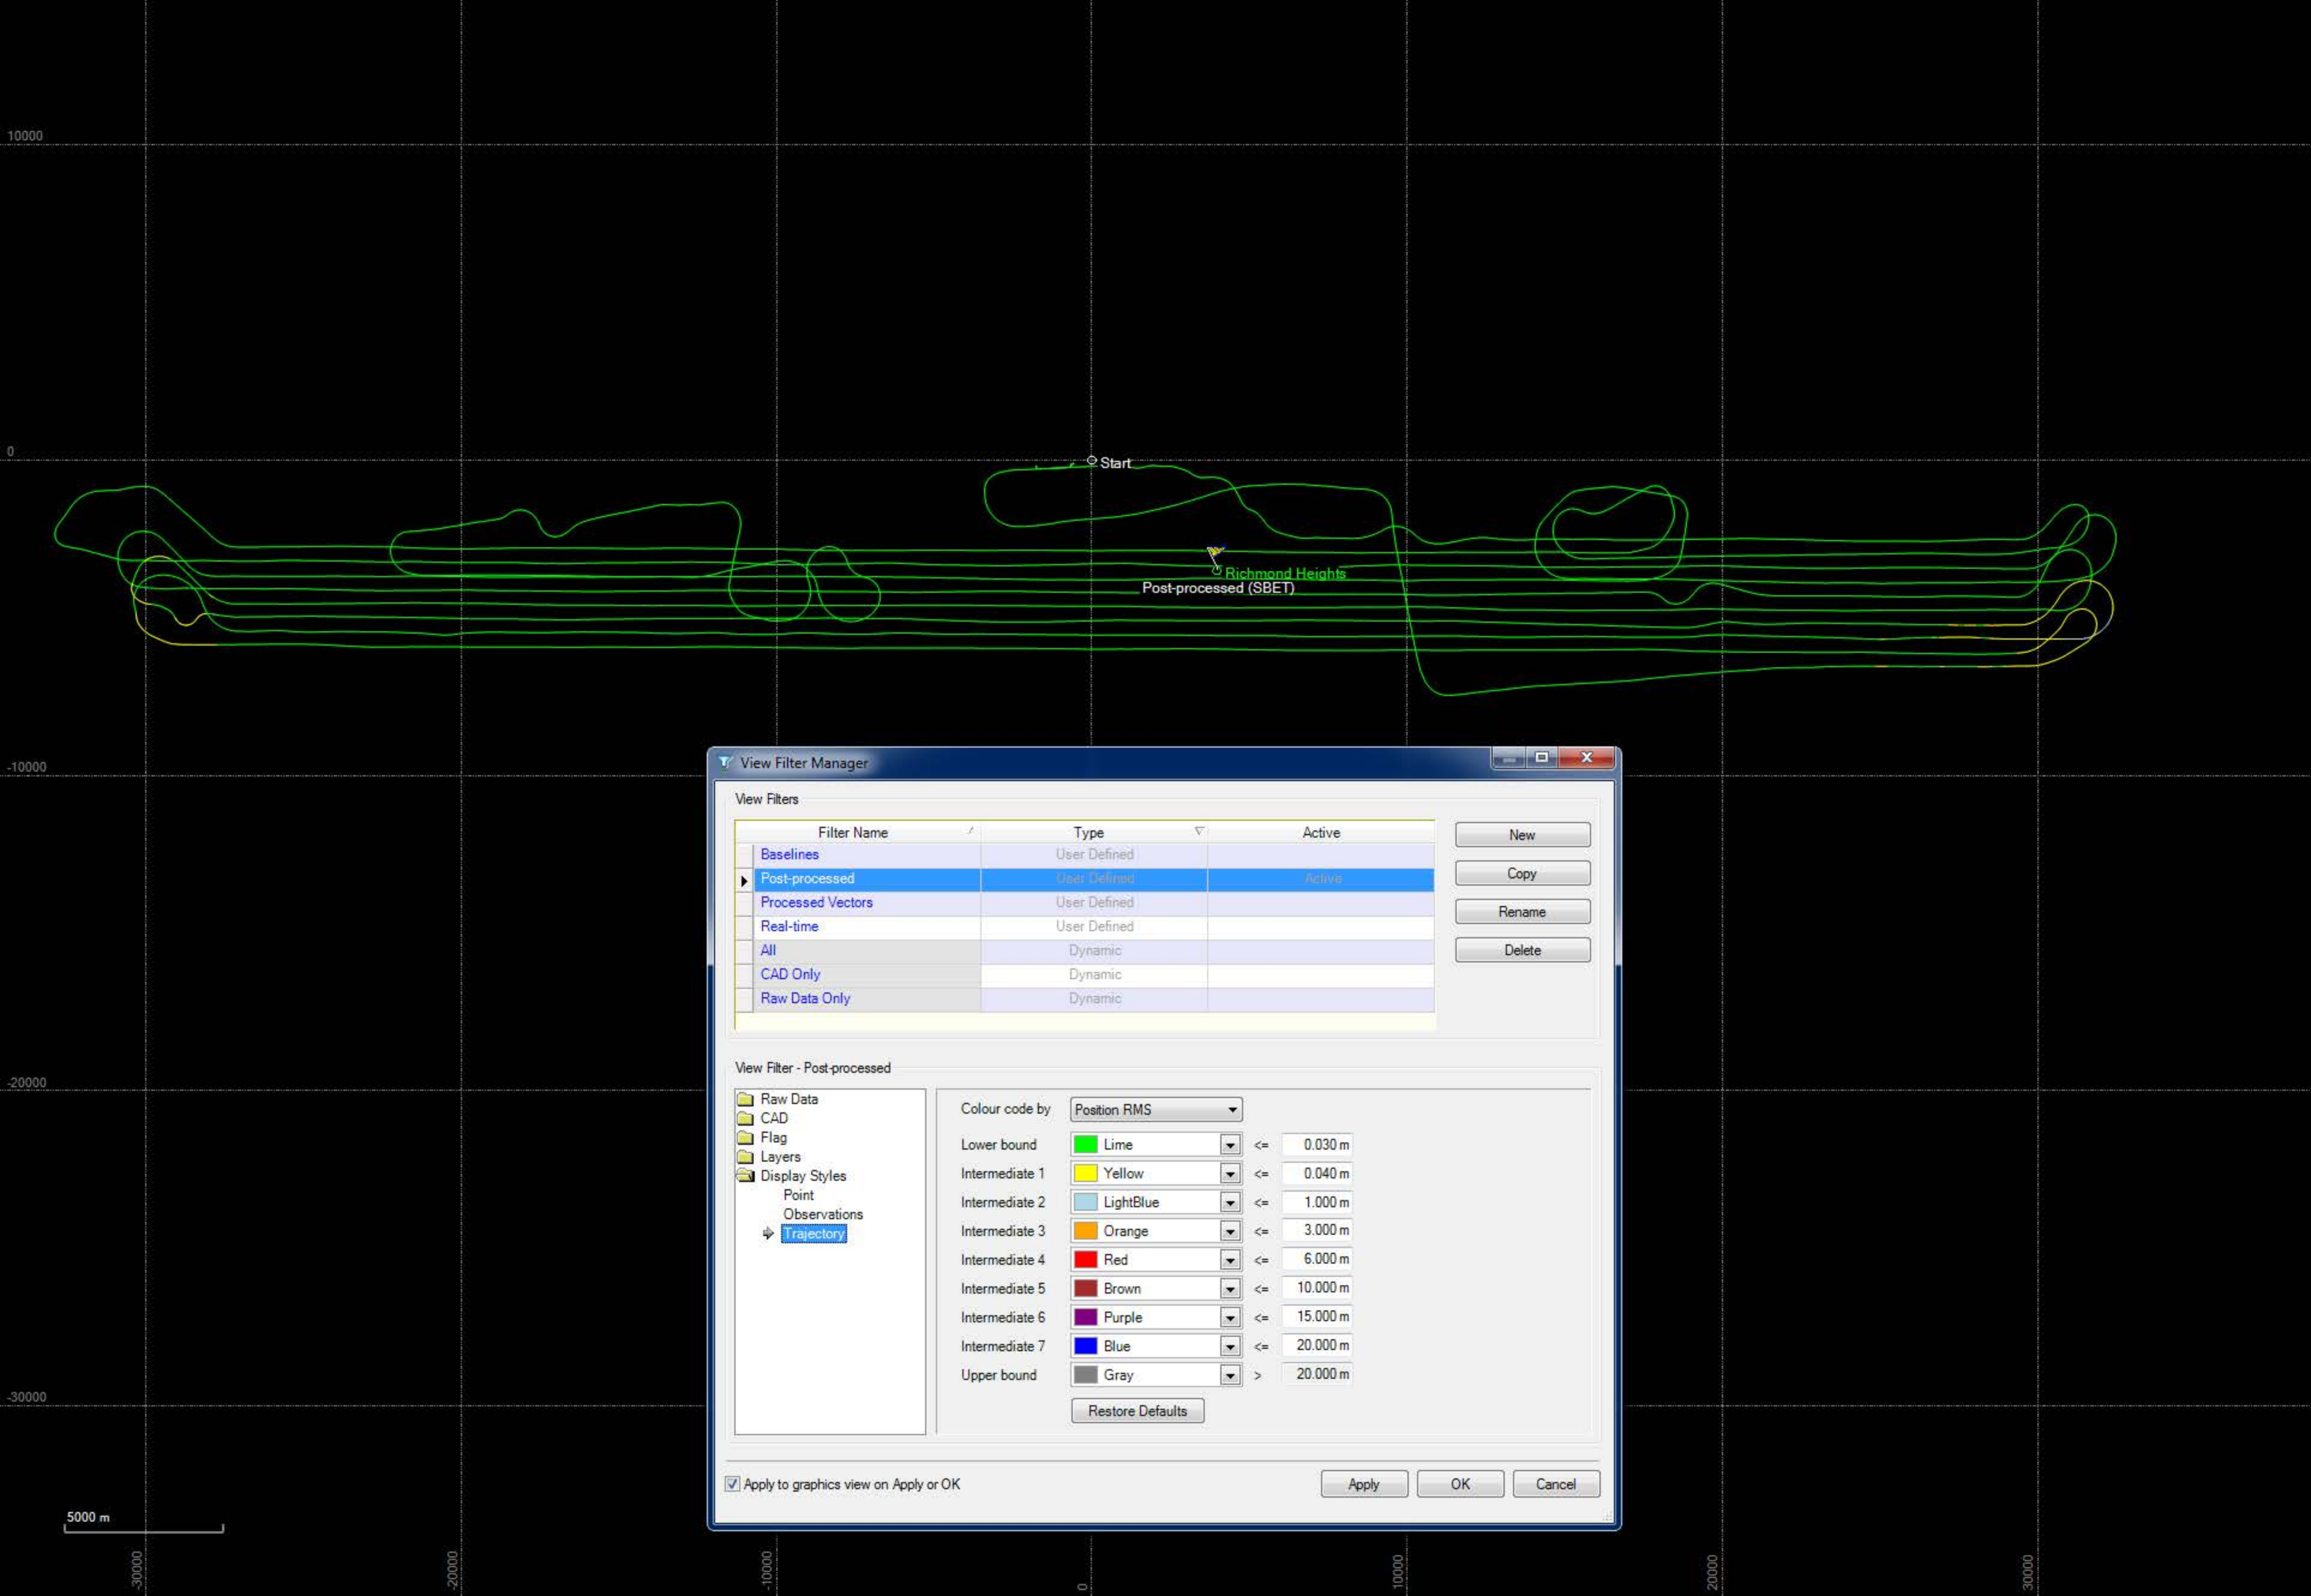 10000
0
Start
Richmond Heights
Post-processed (SBET)
-10000
View Filter Manager
View Filters
Filter Name Type Active
Baselines User Defined
Post-processed User Defined Active
Processed Vectors User Defined
Real-time User Defined
All Dynamic
CAD Only Dynamic
Raw Data Only Dynamic
New
Copy
Rename
Delete
-20000
View Filter - Post-processed
Raw Data
CAD
Flag
Layers
Display Styles
Point
Observations
Trajectory
Colour code by Position RMS
Lower bound Lime <= 0.030 m
Intermediate 1 Yellow <= 0.040 m
Intermediate 2 LightBlue <= 1.000 m
Intermediate 3 Orange <= 3.000 m
Intermediate 4 Red <= 6.000 m
Intermediate 5 Brown <= 10.000 m
Intermediate 6 Purple <= 15.000 m
Intermediate 7 Blue <= 20.000 m
Upper bound Gray > 20.000 m
Restore Defaults
-30000
Apply to graphics view on Apply or OK
Apply OK Cancel
5000 m
-30000 -20000 -10000 0 10000 20000 30000